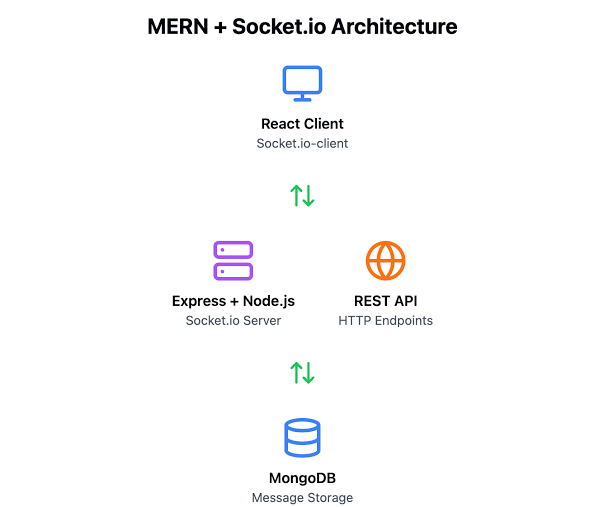 MERN + Socket.io Architecture
React Client
Socket.io-client
Express + Node.js
Socket.io Server
REST API
HTTP Endpoints
MongoDB
Message Storage